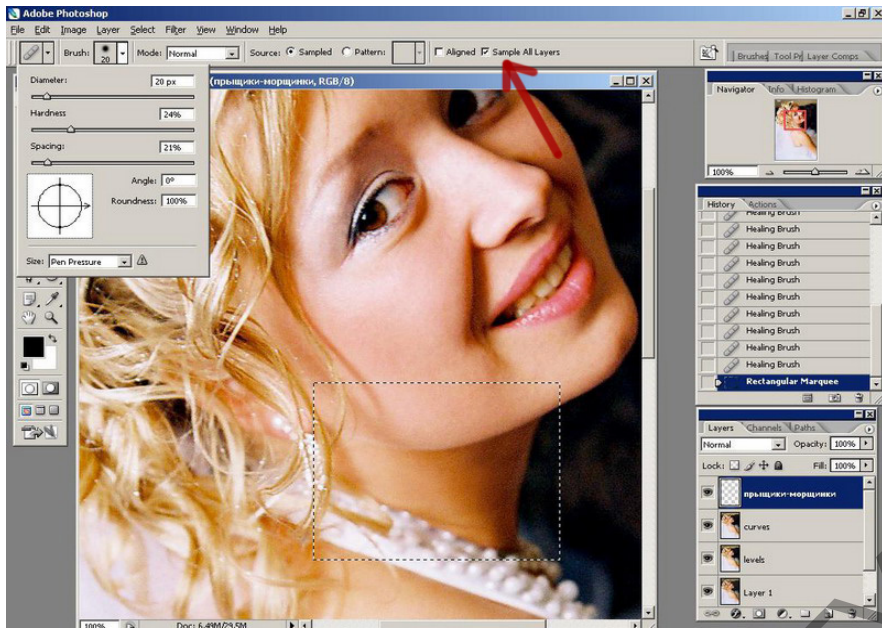 Adobe Photoshop
File Edit Image Layer Select Filter View Window Help
Brush: 20 Mode: Normal Source: Sampled Pattern: Aligned Sample All Layers
Brushes Tool Pr Layer Comps
(прыщики-морщинки, RGB/8)
Diameter: 20 px
Hardness 24%
Spacing: 21%
Angle: 0°
Roundness: 100%
Size: Pen Pressure
100% Doc: 6,49M/29,5M
Navigator Info Histogram
100%
History Actions
Healing Brush
Healing Brush
Healing Brush
Healing Brush
Healing Brush
Healing Brush
Healing Brush
Healing Brush
Healing Brush
Healing Brush
Rectangular Marquee
Layers Channels Paths
Normal Opacity: 100%
Lock: Fill: 100%
прыщики-морщинки
curves
levels
Layer 1